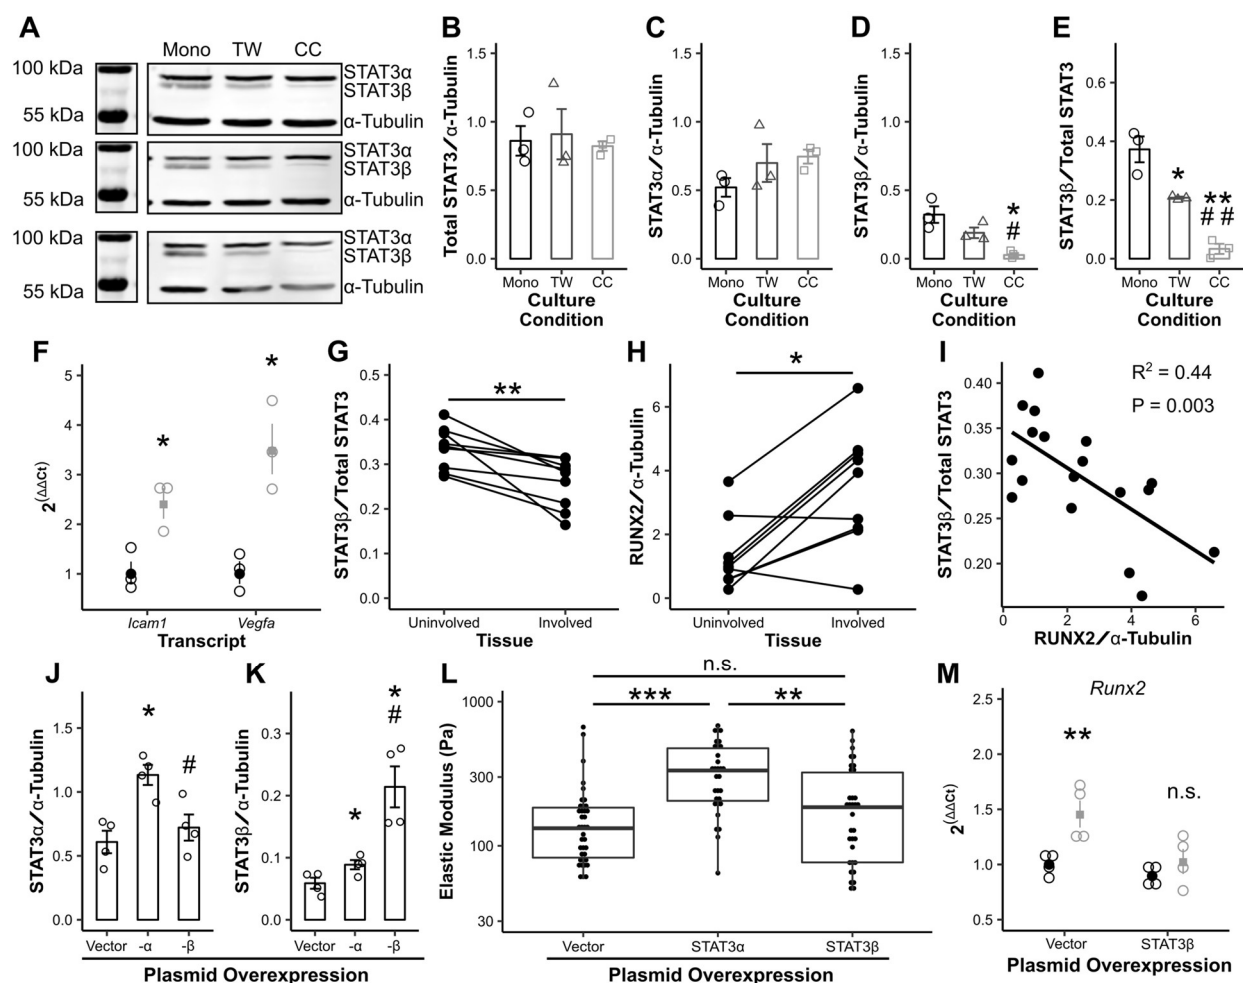 A
Mono TW CC
100 kDa
STAT3α
STAT3β
55 kDa
α-Tubulin
100 kDa
STAT3α
STAT3β
55 kDa
α-Tubulin
100 kDa
STAT3α
STAT3β
55 kDa
α-Tubulin
B
Total STAT3/α-Tubulin
1.5
1.0
0.5
0.0
Mono TW CC
Culture
Condition
C
STAT3α/α-Tubulin
1.5
1.0
0.5
0.0
Mono TW CC
Culture
Condition
D
STAT3β/α-Tubulin
1.5
1.0
0.5
0.0
*
#
Mono TW CC
Culture
Condition
E
STAT3β/Total STAT3
0.6
0.4
0.2
0.0
*
**
##
Mono TW CC
Culture
Condition
F
2(ΔΔct)
5
4
3
2
1
*
*
Icam1 Vegfa
Transcript
G
STAT3β/Total STAT3
0.5
0.4
0.3
0.2
0.1
0.0
**
Uninvolved Involved
Tissue
H
RUNX2/α-Tubulin
6
4
2
0
*
Uninvolved Involved
Tissue
I
STAT3β/Total STAT3
0.40
0.35
0.30
0.25
0.20
R2 = 0.44
P = 0.003
0 2 4 6
RUNX2/α-Tubulin
J
STAT3α/α-Tubulin
1.5
1.0
0.5
0.0
*
#
Vector -α -β
K
STAT3β/α-Tubulin
0.3
0.2
0.1
0.0
*
*
#
Vector -α -β
Plasmid Overexpression
L
Elastic Modulus (Pa)
1000
300
100
30
n.s.
***
**
Vector STAT3α STAT3β
Plasmid Overexpression
M
Runx2
2(ΔΔct)
2.5
2.0
1.5
1.0
0.5
**
n.s.
Vector STAT3β
Plasmid Overexpression